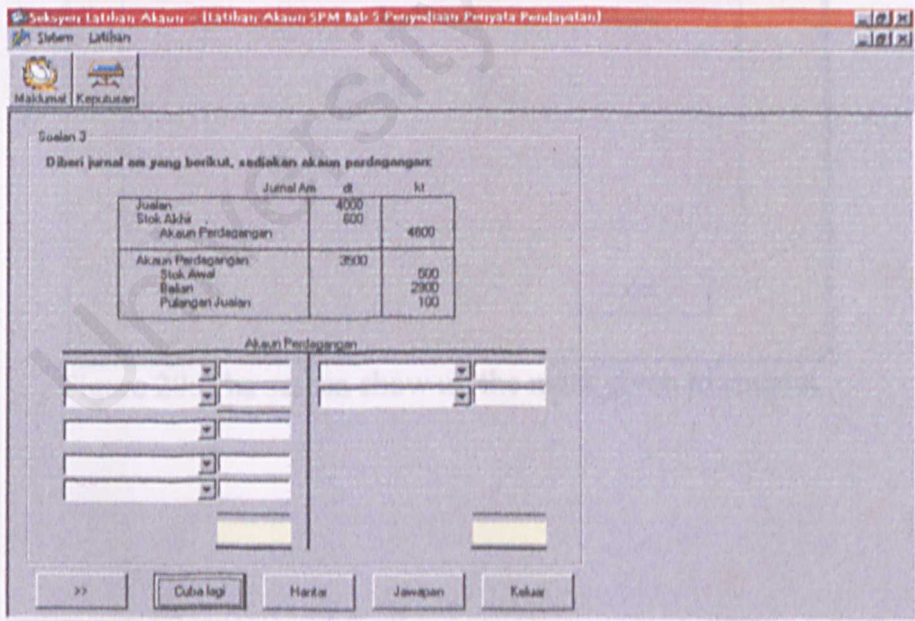 Seksyen Latihan Akaun - [Latihan Akaun SPM Bab 5 Penyediaan Penyata Pendapatan]
Sistem Latihan
Maklumat Keputusan
Soalan 3
Diberi jurnal am yang berikut, sediakan akaun perdagangan:
Jurnal Am dt kt
Jualan 4000
Stok Akhir 600
Akaun Perdagangan 4600
Akaun Perdagangan 3500
Stok Awal 500
Belian 2900
Pulangan Jualan 100
Akaun Perdagangan
>> Cuba lagi Hantar Jawapan Keluar
University